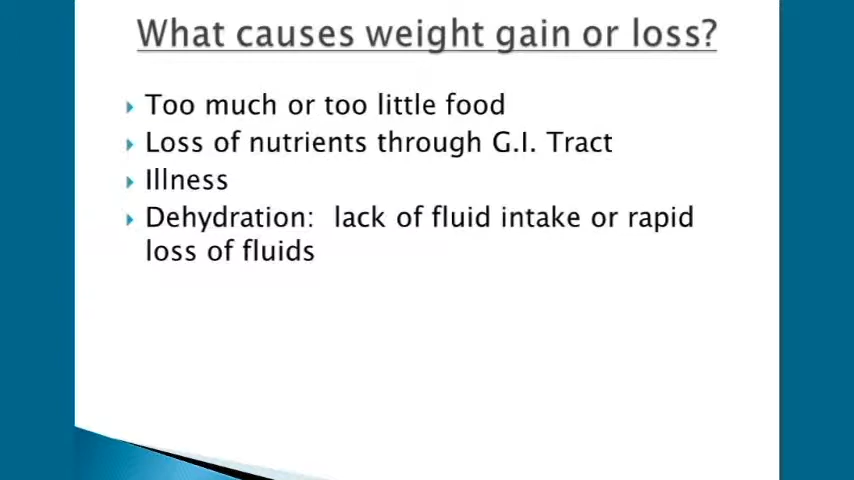 What causes weight gain or loss?
Too much or too little food
Loss of nutrients through G.I. Tract
Illness
Dehydration:  lack of fluid intake or rapid
loss of fluids